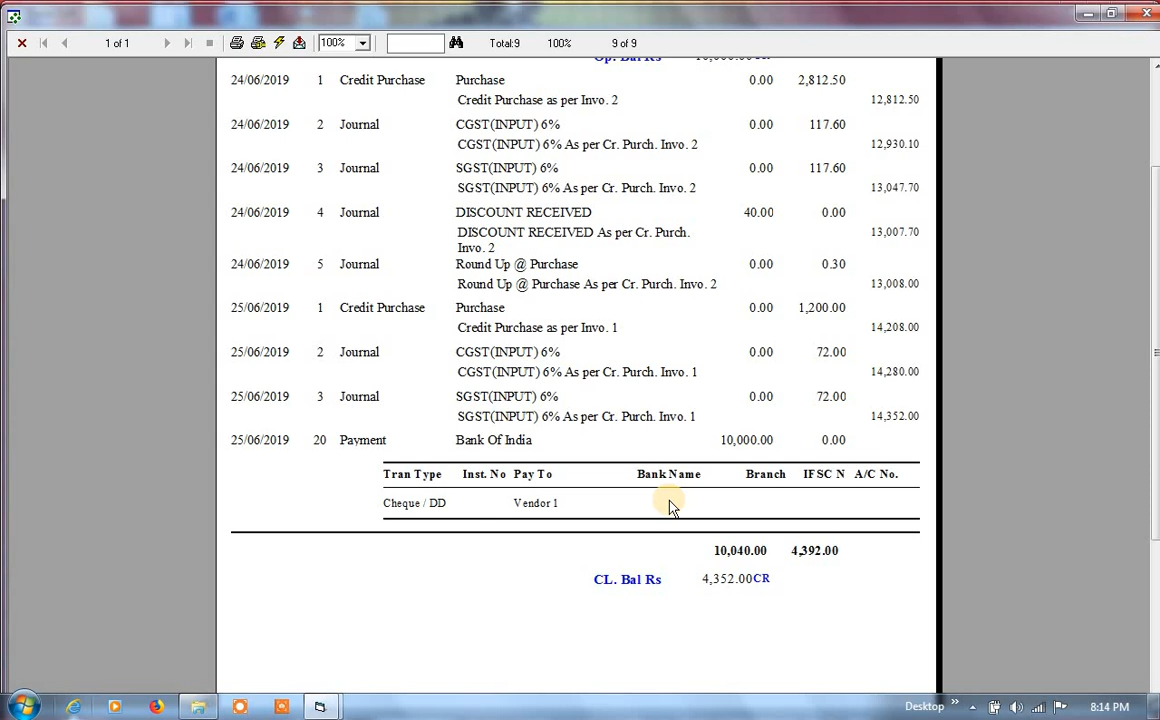 1 of 1 100% Total:9 100% 9 of 9
Op. Bal Rs 10,000.00CR
24/06/2019 1 Credit Purchase Purchase 0.00 2,812.50
Credit Purchase as per Invo. 2 12,812.50
24/06/2019 2 Journal CGST(INPUT) 6% 0.00 117.60
CGST(INPUT) 6% As per Cr. Purch. Invo. 2 12,930.10
24/06/2019 3 Journal SGST(INPUT) 6% 0.00 117.60
SGST(INPUT) 6% As per Cr. Purch. Invo. 2 13,047.70
24/06/2019 4 Journal DISCOUNT RECEIVED 40.00 0.00
DISCOUNT RECEIVED As per Cr. Purch. 13,007.70
Invo. 2
24/06/2019 5 Journal Round Up @ Purchase 0.00 0.30
Round Up @ Purchase As per Cr. Purch. Invo. 2 13,008.00
25/06/2019 1 Credit Purchase Purchase 0.00 1,200.00
Credit Purchase as per Invo. 1 14,208.00
25/06/2019 2 Journal CGST(INPUT) 6% 0.00 72.00
CGST(INPUT) 6% As per Cr. Purch. Invo. 1 14,280.00
25/06/2019 3 Journal SGST(INPUT) 6% 0.00 72.00
SGST(INPUT) 6% As per Cr. Purch. Invo. 1 14,352.00
25/06/2019 20 Payment Bank Of India 10,000.00 0.00
Tran Type Inst. No Pay To Bank Name Branch IFSC N A/C No.
Cheque / DD Vendor 1
10,040.00 4,392.00
CL. Bal Rs 4,352.00CR
Desktop 8:14 PM